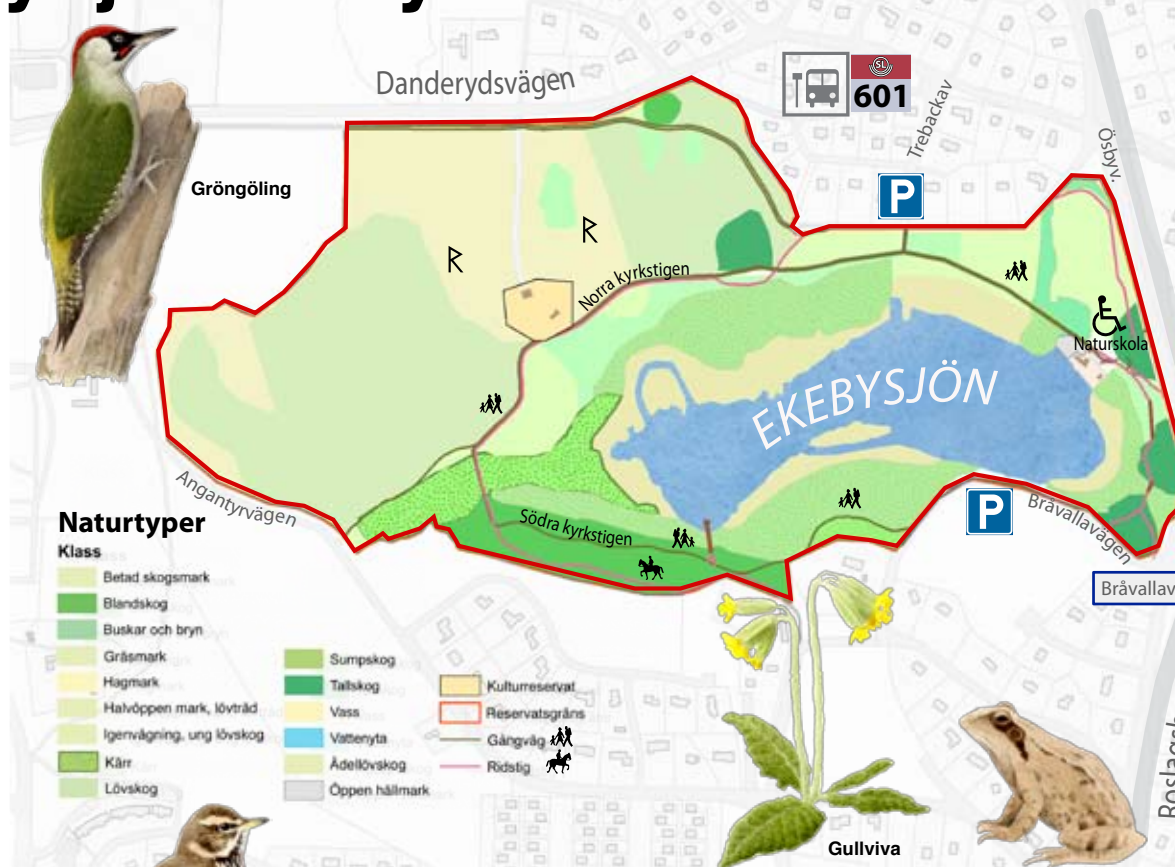 Danderydsvägen
SL
601
Trebackav
Ösbyv.
P
Gröngöling
R
R
Norra kyrkstigen
Naturskola
EKEBYSJÖN
Angantyrvägen
Södra kyrkstigen
P
Bråvallavägen
Bråvallav
Naturtyper
Klass
Betad skogsmark
Blandskog
Buskar och bryn
Gräsmark
Hagmark
Halvöppen mark, lövträd
Igenvägning, ung lövskog
Kärr
Lövskog
Sumpskog
Tallskog
Vass
Vattenyta
Ädellövskog
Öppen hällmark
Kulturreservat
Reservatsgräns
Gångväg
Ridstig
Gullviva